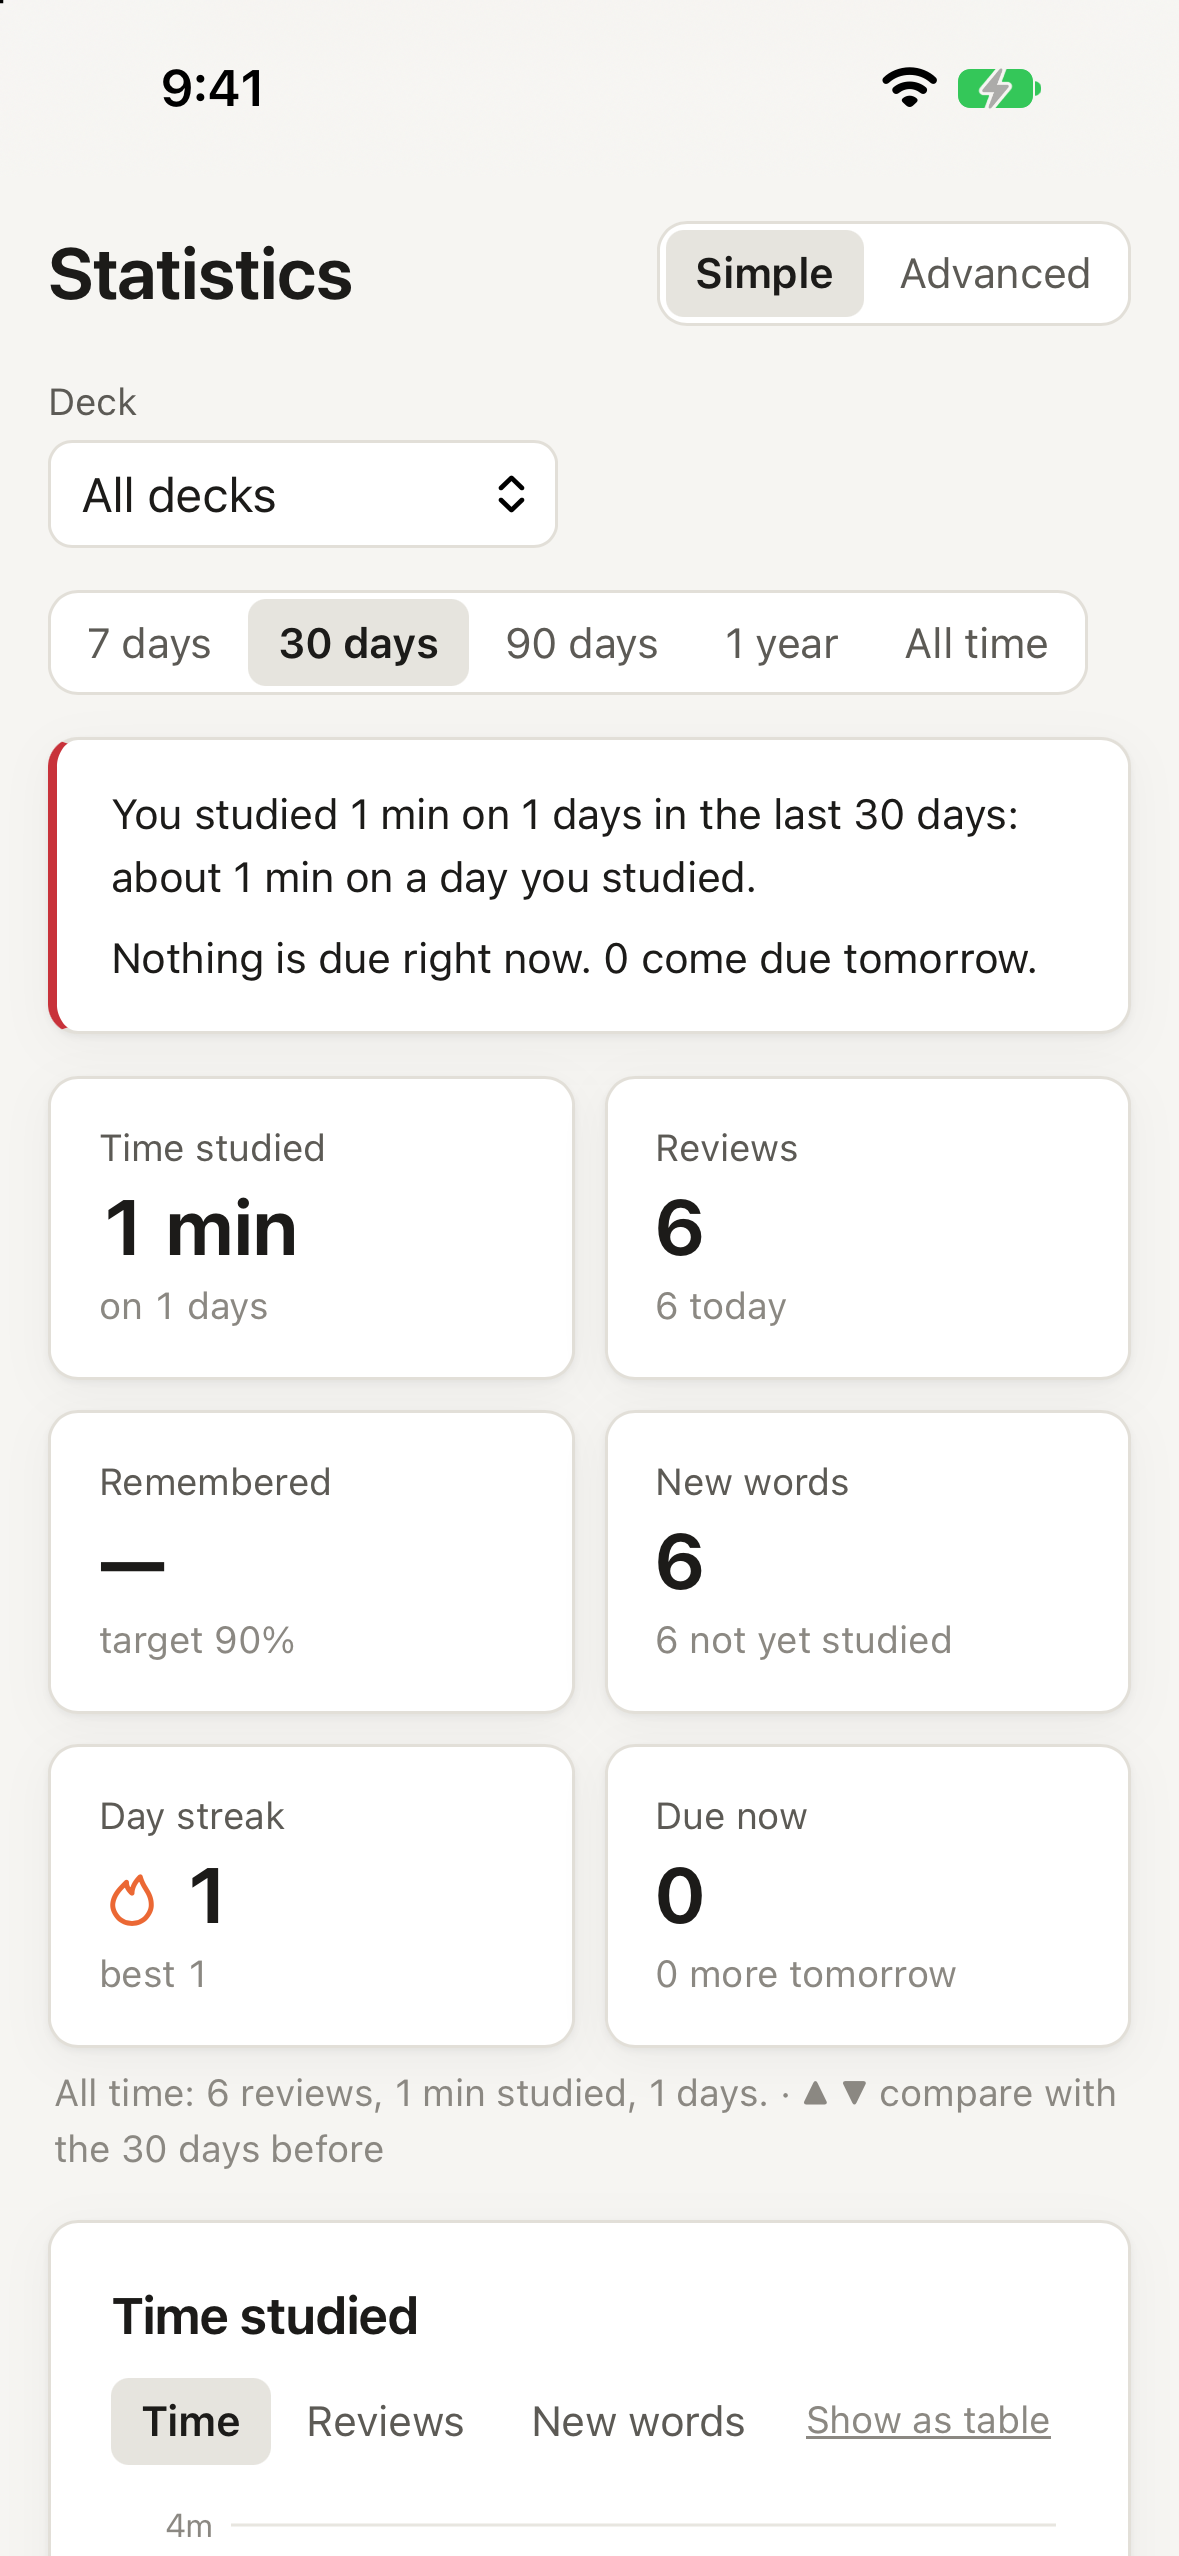 9:41
Statistics
Simple
Advanced
Deck
All decks
7 days
30 days
90 days
1 year
All time
You studied 1 min on 1 days in the last 30 days:
about 1 min on a day you studied.
Nothing is due right now. 0 come due tomorrow.
Time studied
1 min
on 1 days
Reviews
6
6 today
Remembered
—
target 90%
New words
6
6 not yet studied
Day streak
1
best 1
Due now
0
0 more tomorrow
All time: 6 reviews, 1 min studied, 1 days. · ▲ ▼ compare with
the 30 days before
Time studied
Time
Reviews
New words
Show as table
4m